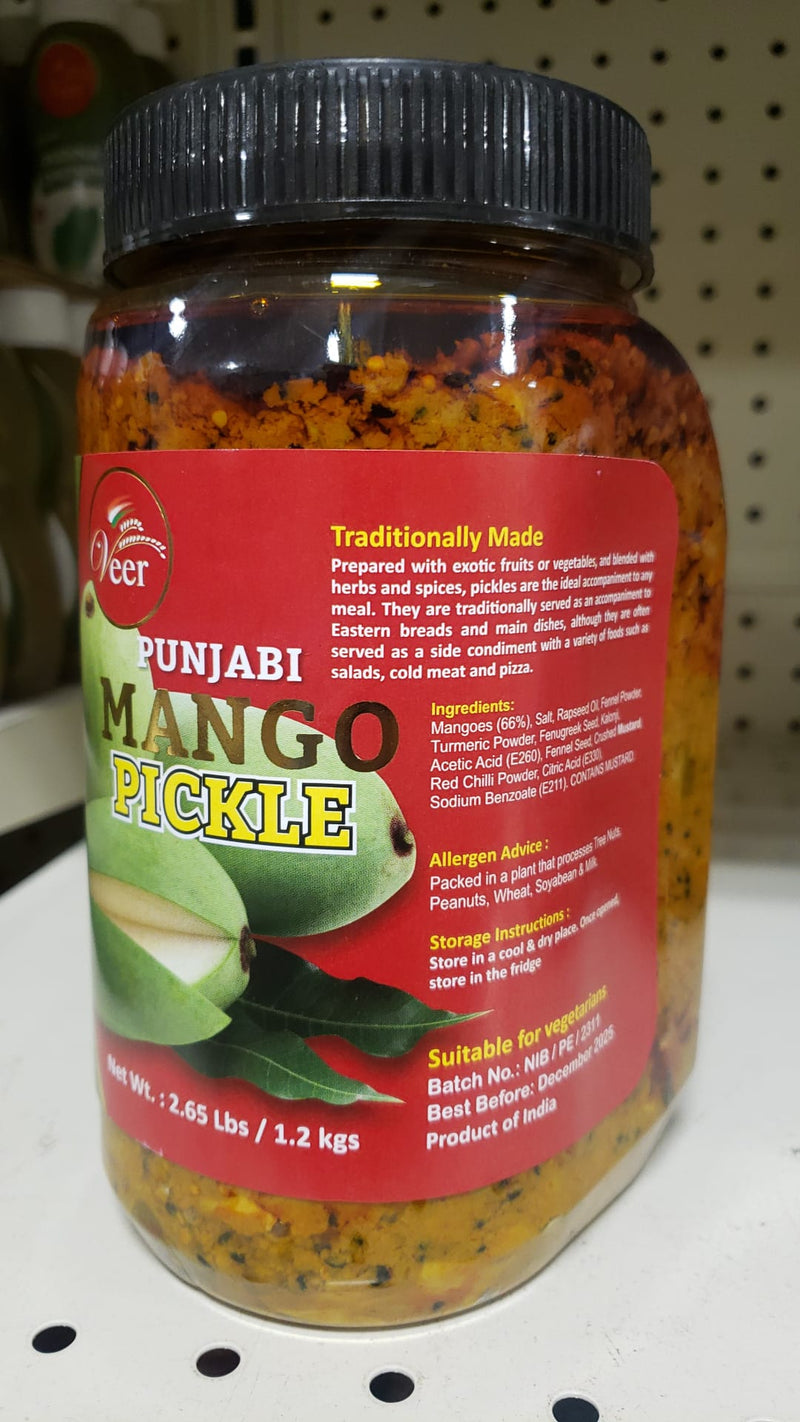 Veer
PUNJABI
MANGO
PICKLE
Net Wt. : 2.65 Lbs / 1.2 kgs
Traditionally Made
Prepared with exotic fruits or vegetables, and blended with
herbs and spices, pickles are the ideal accompaniment to any
meal. They are traditionally served as an accompaniment to
Eastern breads and main dishes, although they are often
served as a side condiment with a variety of foods such as
salads, cold meat and pizza.
Ingredients:
Mangoes (66%), Salt, Rapeseed Oil, Fennel Powder,
Turmeric Powder, Fenugreek Seed, Kalonji,
Acetic Acid (E260), Fennel Seed, Crushed Mustard,
Red Chilli Powder, Citric Acid (E330),
Sodium Benzoate (E211). CONTAINS MUSTARD.
Allergen Advice :
Packed in a plant that processes Tree Nuts,
Peanuts, Wheat, Soyabean & Milk.
Storage Instructions :
Store in a cool & dry place. Once opened,
store in the fridge
Suitable for vegetarians
Batch No.: NIB / PE / 2311
Best Before: December 2025
Product of India